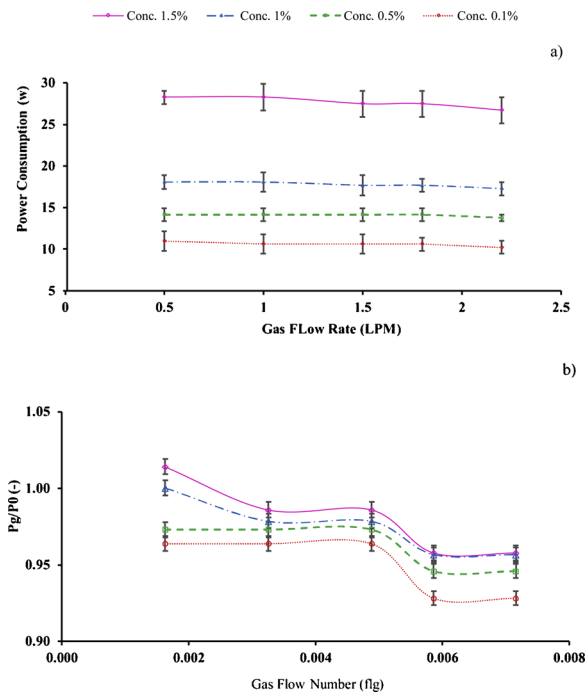 Conc. 1.5% Conc. 1% Conc. 0.5% Conc. 0.1%
a)
Power Consumption (w)
30
25
20
15
10
5
0 0.5 1 1.5 2 2.5
Gas FLow Rate (LPM)
b)
Pg/P0 (-)
1.05
1.00
0.95
0.90
0.000 0.002 0.004 0.006 0.008
Gas Flow Number (flg)